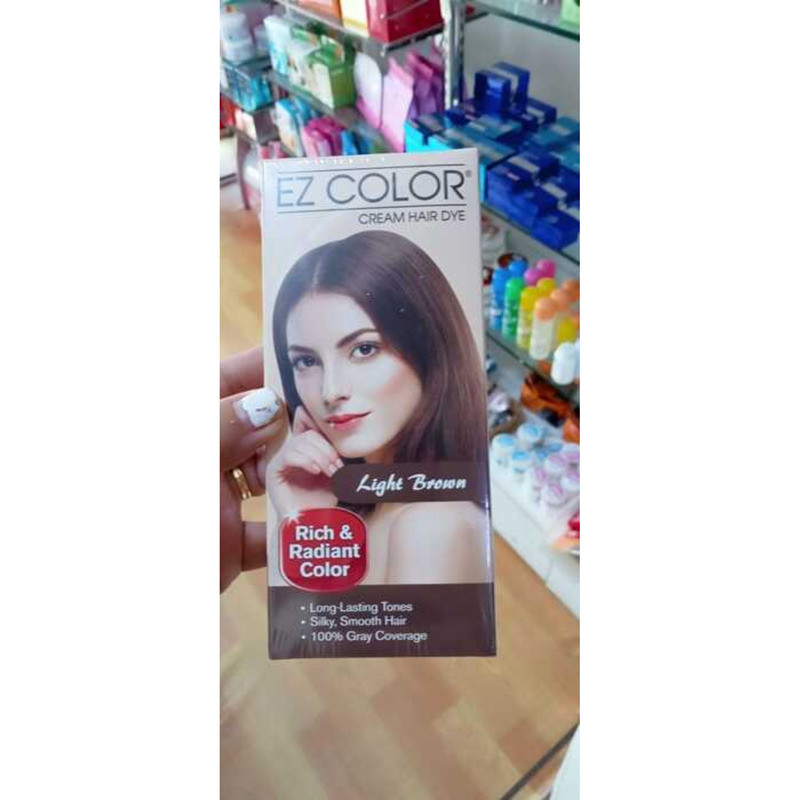 EZ COLOR®
CREAM HAIR DYE
Light Brown
Rich &
Radiant
Color
• Long-Lasting Tones
• Silky, Smooth Hair
• 100% Gray Coverage